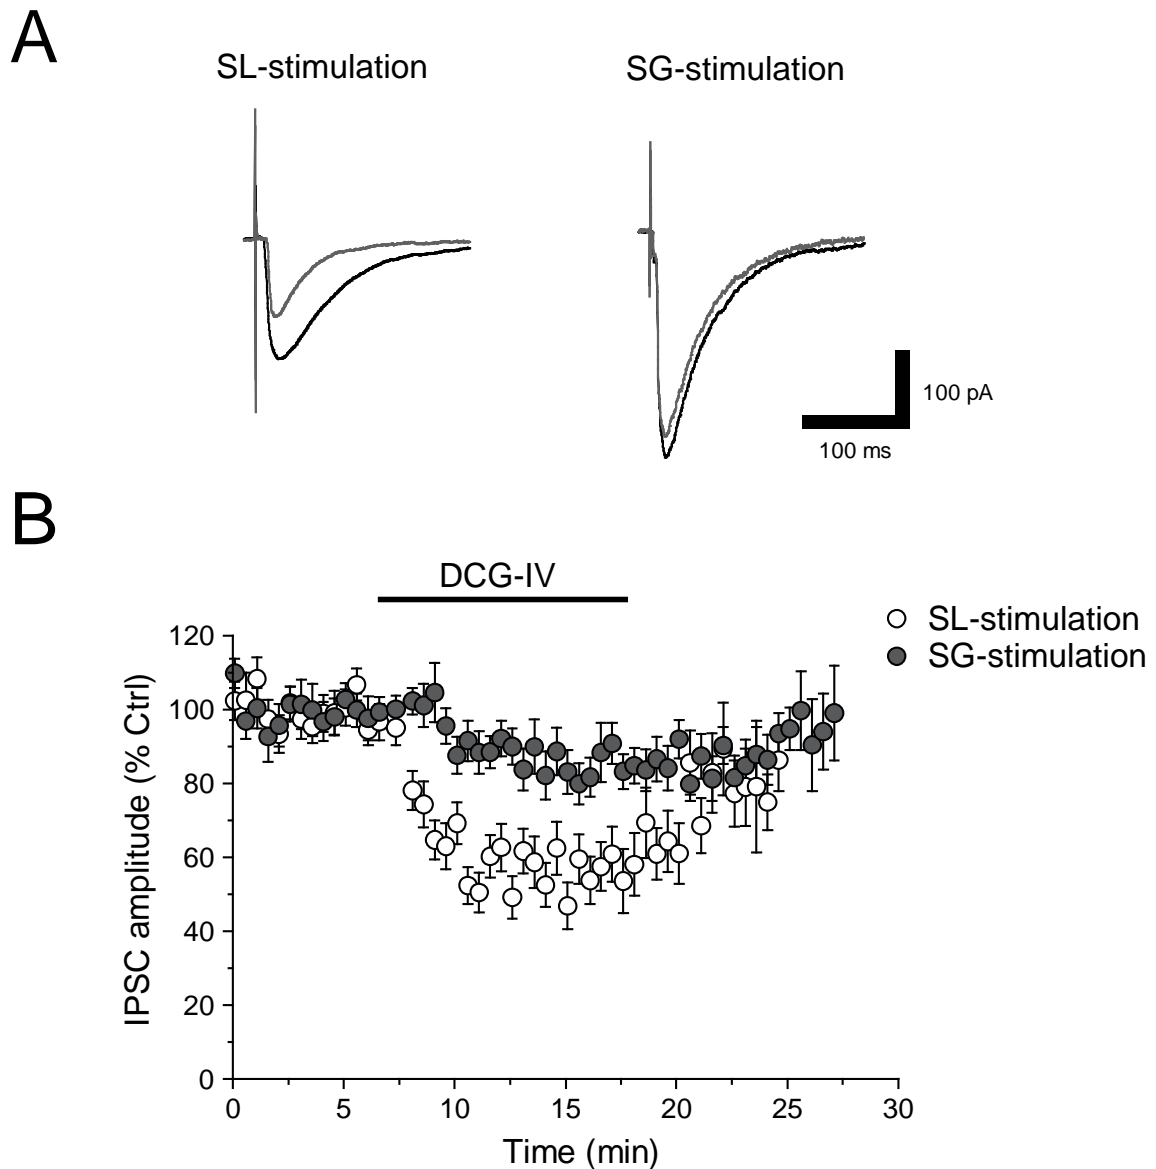 A
SL-stimulation
SG-stimulation
100 pA
100 ms
B
DCG-IV
SL-stimulation
SG-stimulation
IPSC amplitude (% Ctrl)
120
100
80
60
40
20
0
0 5 10 15 20 25 30
Time (min)